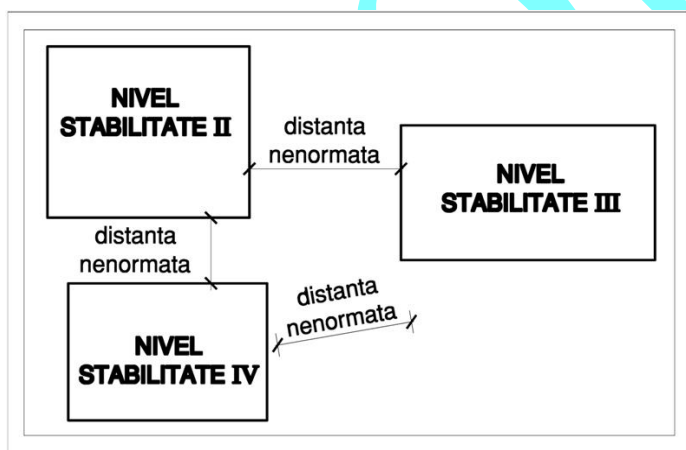 NIVEL
STABILITATE II
distanta
nenormata
NIVEL
STABILITATE III
distanta
nenormata
distanta
nenormata
NIVEL
STABILITATE IV